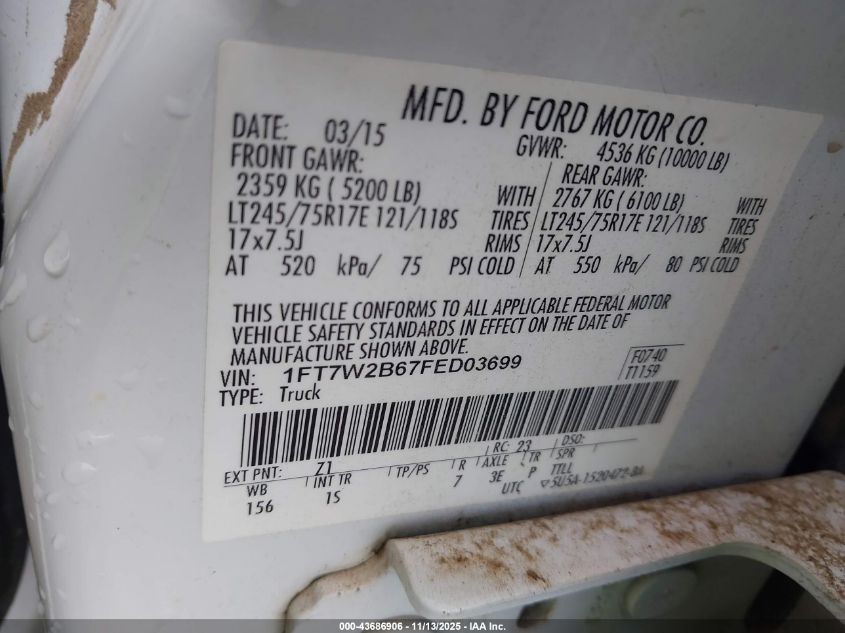 MFD. BY FORD MOTOR CO.
DATE: 03/15 GVWR: 4536 KG (10000 LB)
FRONT GAWR: REAR GAWR:
2359 KG ( 5200 LB) WITH 2767 KG ( 6100 LB) WITH
LT245/75R17E 121/118S TIRES LT245/75R17E 121/118S TIRES
17x7.5J RIMS 17x7.5J RIMS
AT 520 kPa/ 75 PSI COLD AT 550 kPa/ 80 PSI COLD
THIS VEHICLE CONFORMS TO ALL APPLICABLE FEDERAL MOTOR
VEHICLE SAFETY STANDARDS IN EFFECT ON THE DATE OF
MANUFACTURE SHOWN ABOVE.
VIN: 1FT7W2B67FED03699 F0740
TYPE: Truck T1159
EXT PNT: Z1 RC: 23 DSO:
WB INT TR TP/PS R AXLE TR SPR
156 1S 7 3E P TTLL
UTC ▽5U5A-1520472-BA
000-43686906 - 11/13/2025 - IAA Inc.